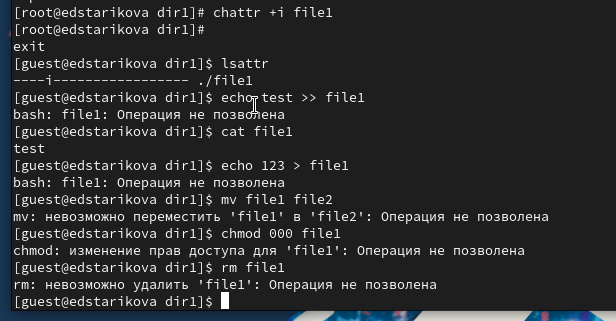 [root@edstarikova dir1]# chattr +i file1
[root@edstarikova dir1]#
exit
[guest@edstarikova dir1]$ lsattr
----i----------------- ./file1
[guest@edstarikova dir1]$ echo test >> file1
bash: file1: Операция не позволена
[guest@edstarikova dir1]$ cat file1
test
[guest@edstarikova dir1]$ echo 123 > file1
bash: file1: Операция не позволена
[guest@edstarikova dir1]$ mv file1 file2
mv: невозможно переместить 'file1' в 'file2': Операция не позволена
[guest@edstarikova dir1]$ chmod 000 file1
chmod: изменение прав доступа для 'file1': Операция не позволена
[guest@edstarikova dir1]$ rm file1
rm: невозможно удалить 'file1': Операция не позволена
[guest@edstarikova dir1]$